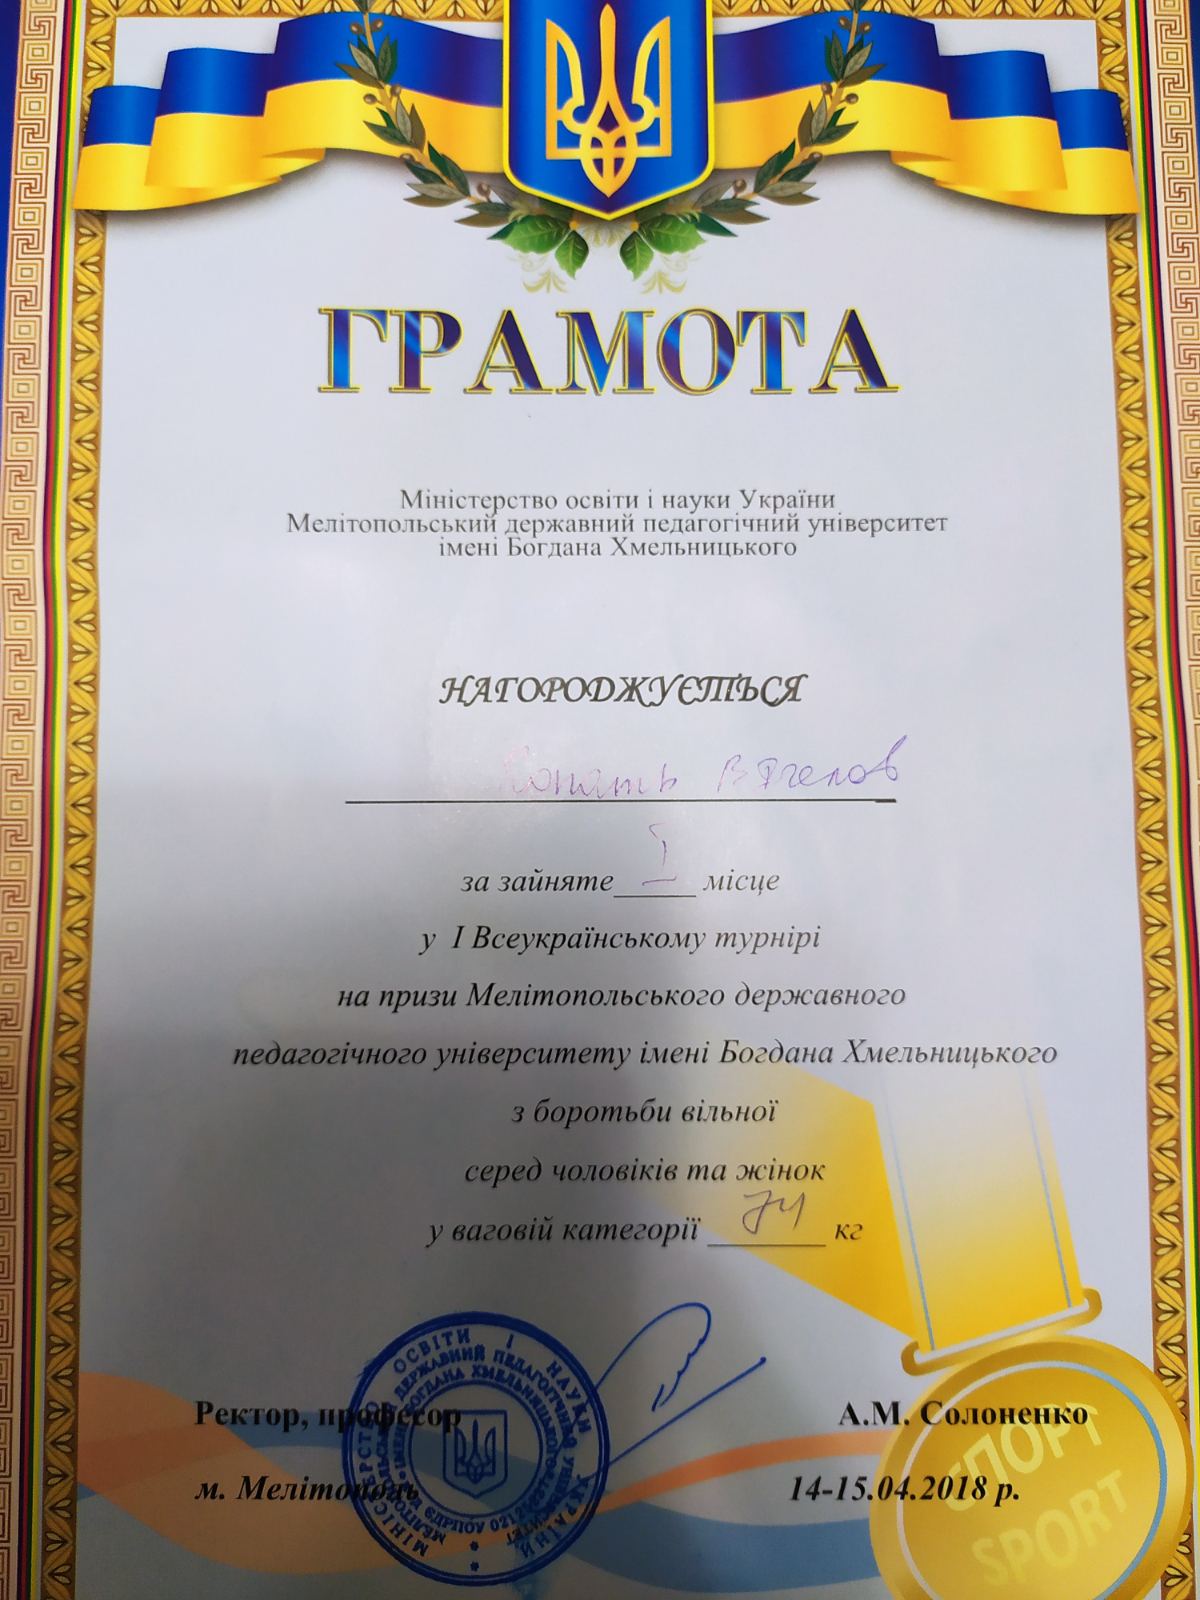 ГРАМОТА
Міністерство освіти і науки України
Мелітопольський державний педагогічний університет
імені Богдана Хмельницького
НАГОРОДЖУЄТЬСЯ
за зайняте I місце
у I Всеукраїнському турнірі
на призи Мелітопольського державного
педагогічного університету імені Богдана Хмельницького
з боротьби вільної
серед чоловіків та жінок
у ваговій категорії 74 кг
Ректор, професор А.М. Солоненко
м. Мелітополь 14-15.04.2018 р.
СПОРТ
SPORT